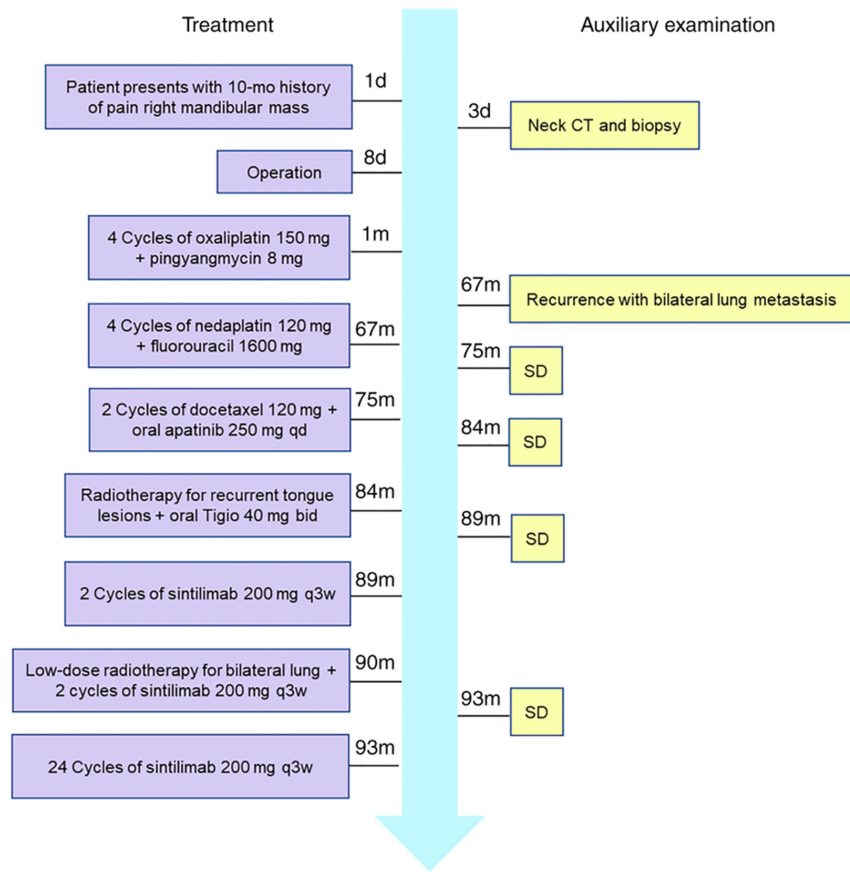 Treatment
Auxiliary examination
Patient presents with 10-mo history
of pain right mandibular mass
1d
3d
Neck CT and biopsy
Operation
8d
4 Cycles of oxaliplatin 150 mg
+ pingyangmycin 8 mg
1m
67m
Recurrence with bilateral lung metastasis
4 Cycles of nedaplatin 120 mg
+ fluorouracil 1600 mg
67m
75m
SD
2 Cycles of docetaxel 120 mg +
oral apatinib 250 mg qd
75m
84m
SD
Radiotherapy for recurrent tongue
lesions + oral Tigio 40 mg bid
84m
89m
SD
2 Cycles of sintilimab 200 mg q3w
89m
Low-dose radiotherapy for bilateral lung +
2 cycles of sintilimab 200 mg q3w
90m
93m
SD
24 Cycles of sintilimab 200 mg q3w
93m